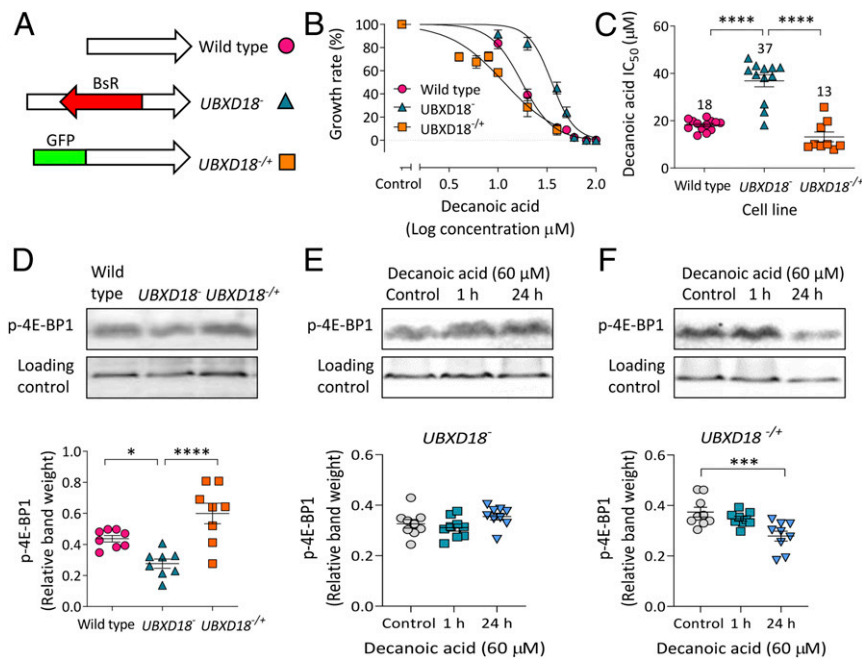 A
Wild type
BsR
UBXD18⁻
GFP
UBXD18⁻/⁺
B
Growth rate (%)
100
80
60
40
20
0
Wild type
UBXD18⁻
UBXD18⁻/⁺
Control 0.5 1.0 1.5 2.0
Decanoic acid
(Log concentration μM)
C
Decanoic acid IC₅₀ (μM)
60
40
20
0
**** ****
18
37
13
Wild type UBXD18⁻ UBXD18⁻/⁺
Cell line
D
Wild
type UBXD18⁻ UBXD18⁻/⁺
p-4E-BP1
Loading
control
p-4E-BP1
(Relative band weight)
1.0
0.8
0.6
0.4
0.2
0.0
* ****
Wild type UBXD18⁻ UBXD18⁻/⁺
E
Decanoic acid (60 μM)
Control 1 h 24 h
p-4E-BP1
Loading
control
UBXD18⁻
p-4E-BP1
(Relative band weight)
0.6
0.4
0.2
0.0
Control 1 h 24 h
Decanoic acid (60 μM)
F
Decanoic acid (60 μM)
Control 1 h 24 h
p-4E-BP1
Loading
control
UBXD18 ⁻/⁺
p-4E-BP1
(Relative band weight)
0.6
0.4
0.2
0.0
***
Control 1 h 24 h
Decanoic acid (60 μM)